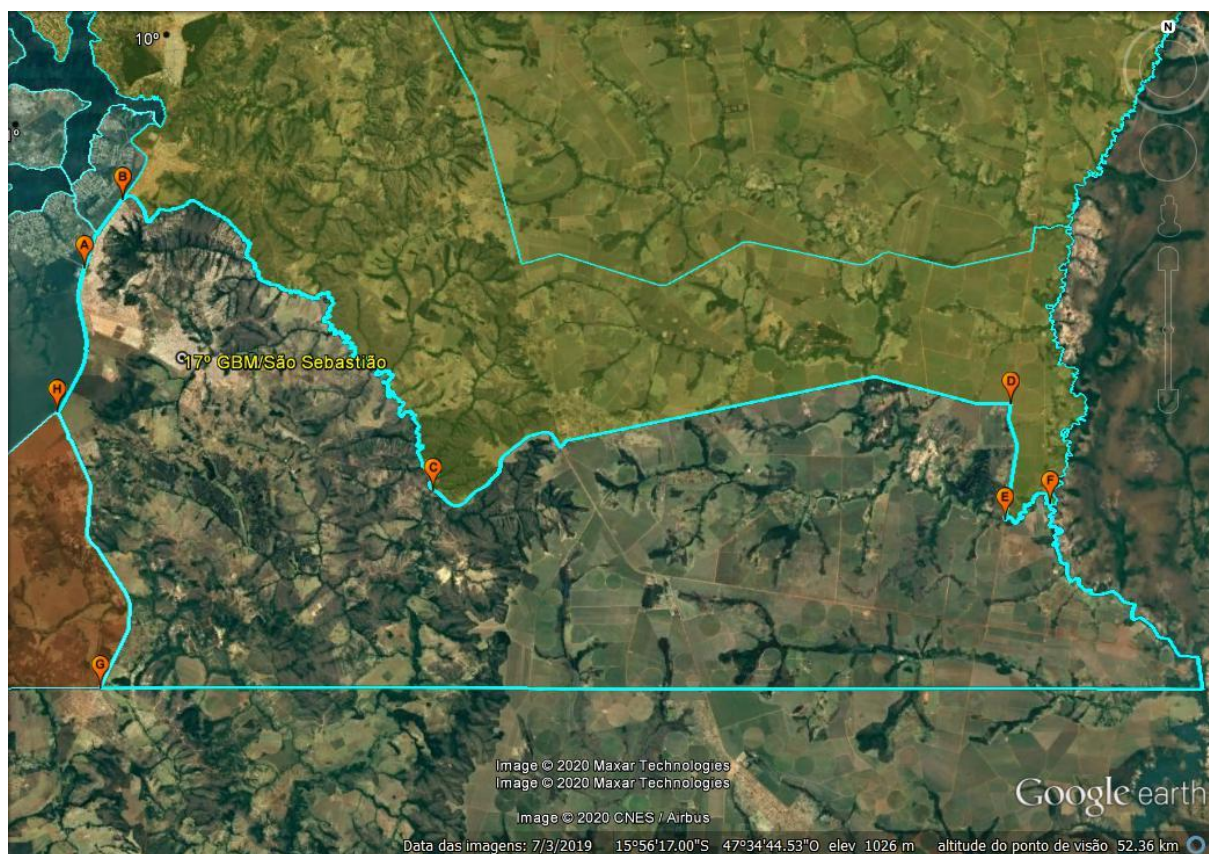 10º
N
1º
B
A
17º GBM/São Sebastião
H
D
C
E
F
G
Image © 2020 Maxar Technologies
Image © 2020 Maxar Technologies
Image © 2020 CNES / Airbus
Google earth
Data das imagens: 7/3/2019 15°56'17.00"S 47°34'44.53"O elev 1026 m altitude do ponto de visão 52.36 km